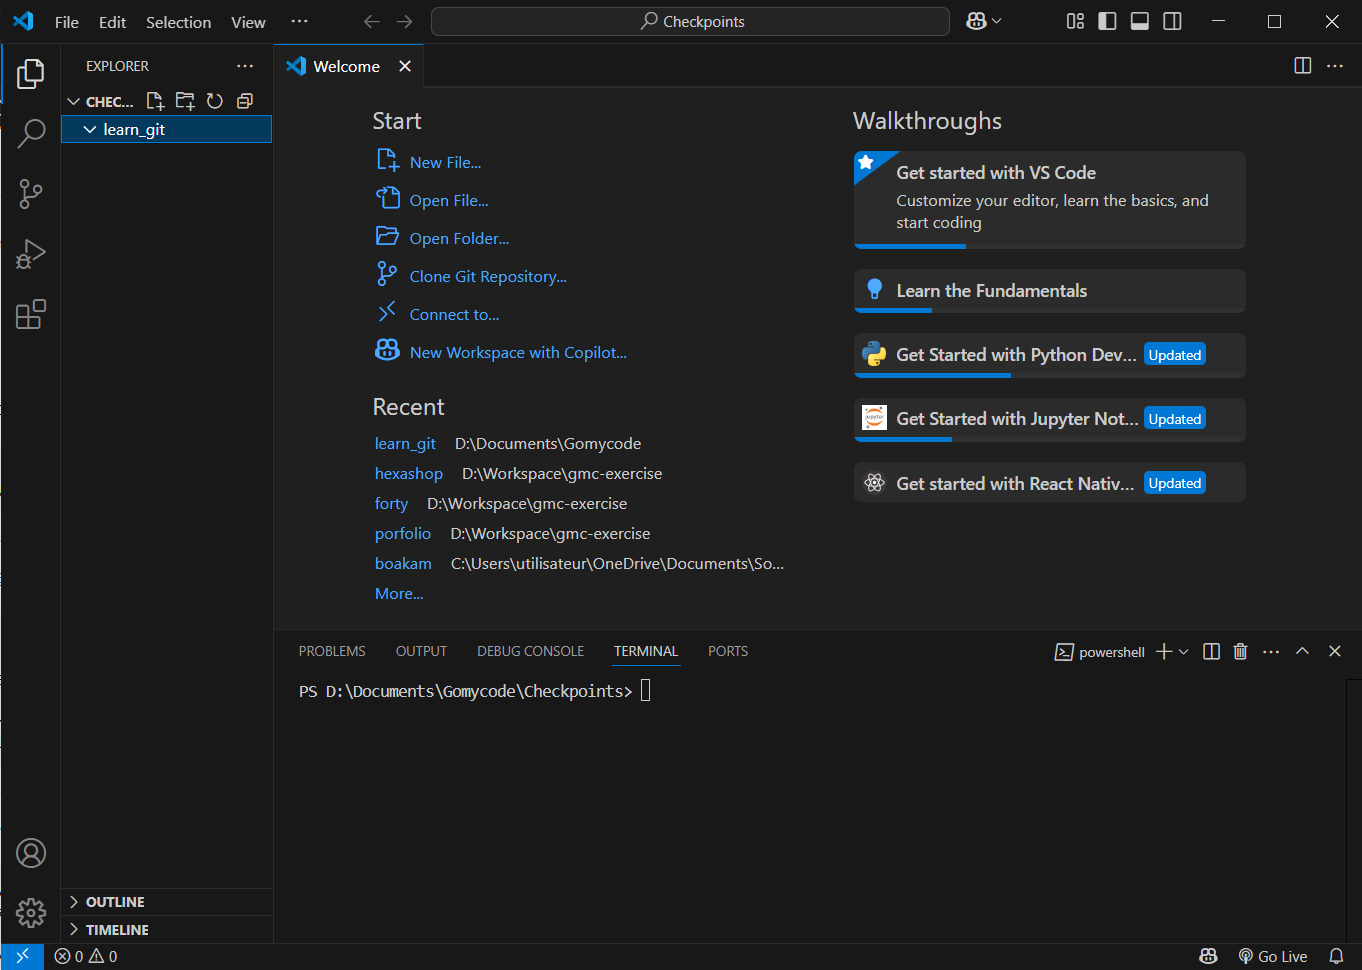 File Edit Selection View ··· Checkpoints
EXPLORER ···
CHEC...
learn_git
Welcome
Start
New File...
Open File...
Open Folder...
Clone Git Repository...
Connect to...
New Workspace with Copilot...
Recent
learn_git D:\Documents\Gomycode
hexashop D:\Workspace\gmc-exercise
forty D:\Workspace\gmc-exercise
porfolio D:\Workspace\gmc-exercise
boakam C:\Users\utilisateur\OneDrive\Documents\So...
More...
Walkthroughs
Get started with VS Code
Customize your editor, learn the basics, and
start coding
Learn the Fundamentals
Get Started with Python Dev... Updated
jupyter
Get Started with Jupyter Not... Updated
Get started with React Nativ... Updated
PROBLEMS OUTPUT DEBUG CONSOLE TERMINAL PORTS powershell
PS D:\Documents\Gomycode\Checkpoints>
OUTLINE
TIMELINE
0 0 Go Live